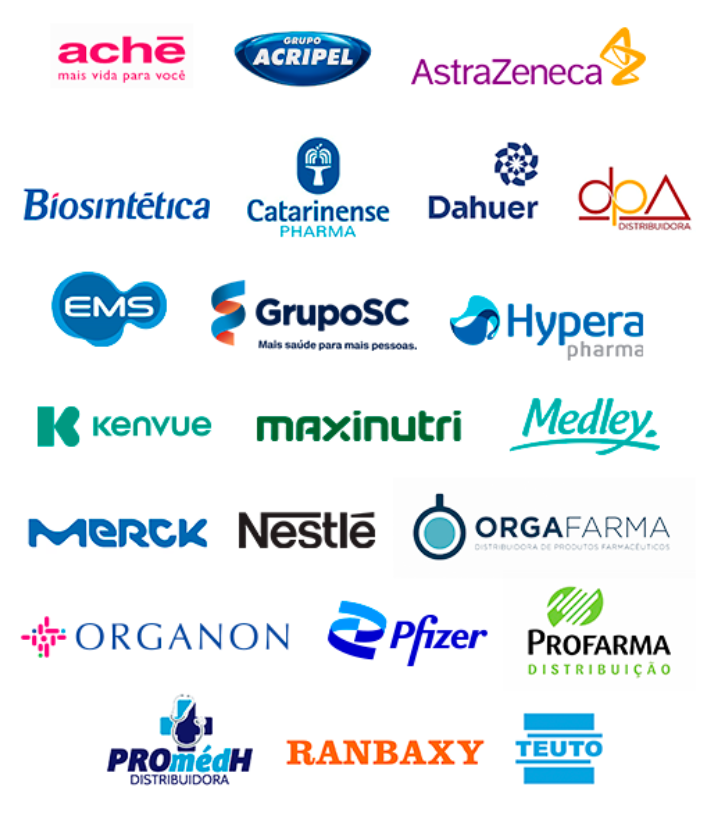 achē
mais vida para você
GRUPO
ACRIPEL
AstraZeneca
Biosintética
Catarinense
PHARMA
Dahuer
dpA
DISTRIBUIDORA
EMS
GrupoSC
Mais saúde para mais pessoas.
Hypera
pharma
kenvue
maxinutri
Medley.
MERCK
Nestlé
ORGAFARMA
DISTRIBUIDORA DE PRODUTOS FARMACÊUTICOS
ORGANON
Pfizer
PROFARMA
DISTRIBUIÇÃO
PROmédH
DISTRIBUIDORA
RANBAXY
TEUTO